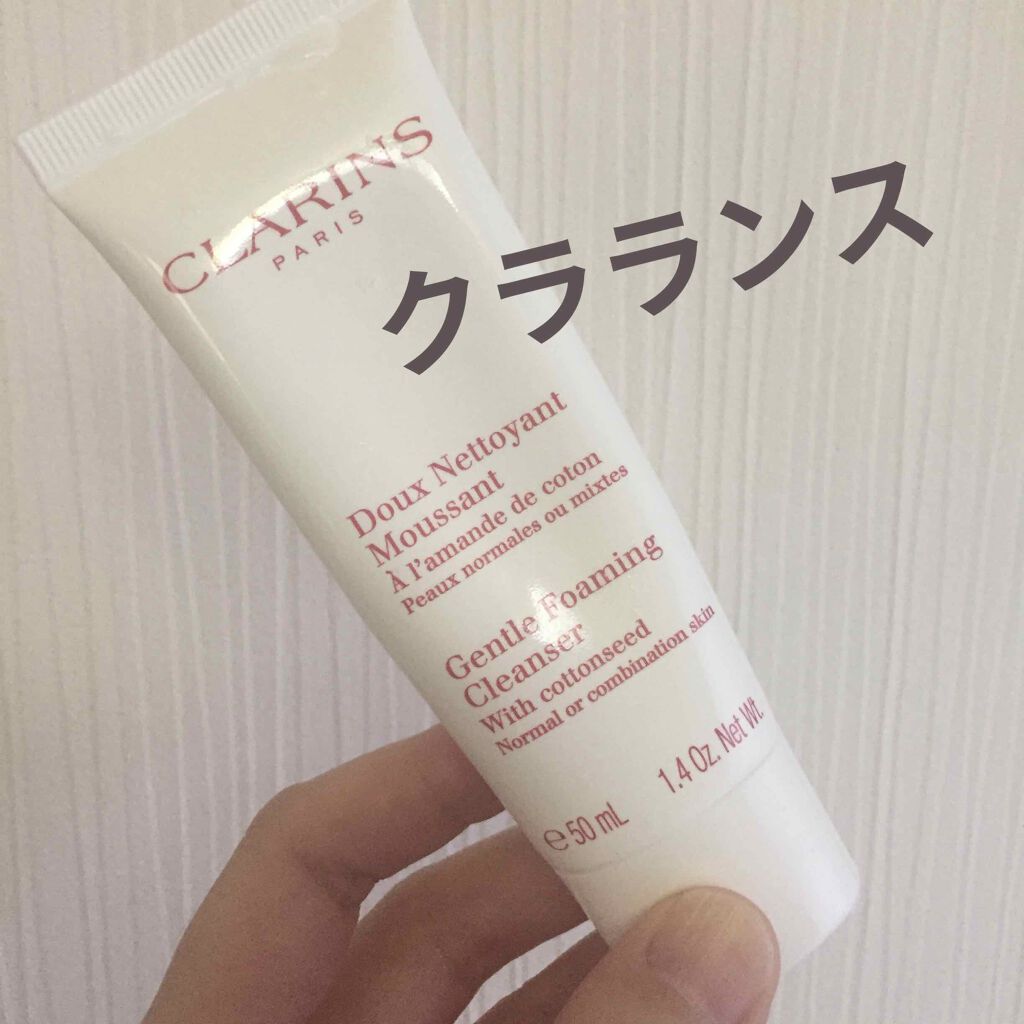 CLARINS
PARIS
クラランス
Doux Nettoyant
Moussant
À l'amande de coton
Peaux normales ou mixtes
Gentle Foaming
Cleanser
With cottonseed
Normal or combination skin
℮ 50 mL 1.4 Oz. Net Wt.